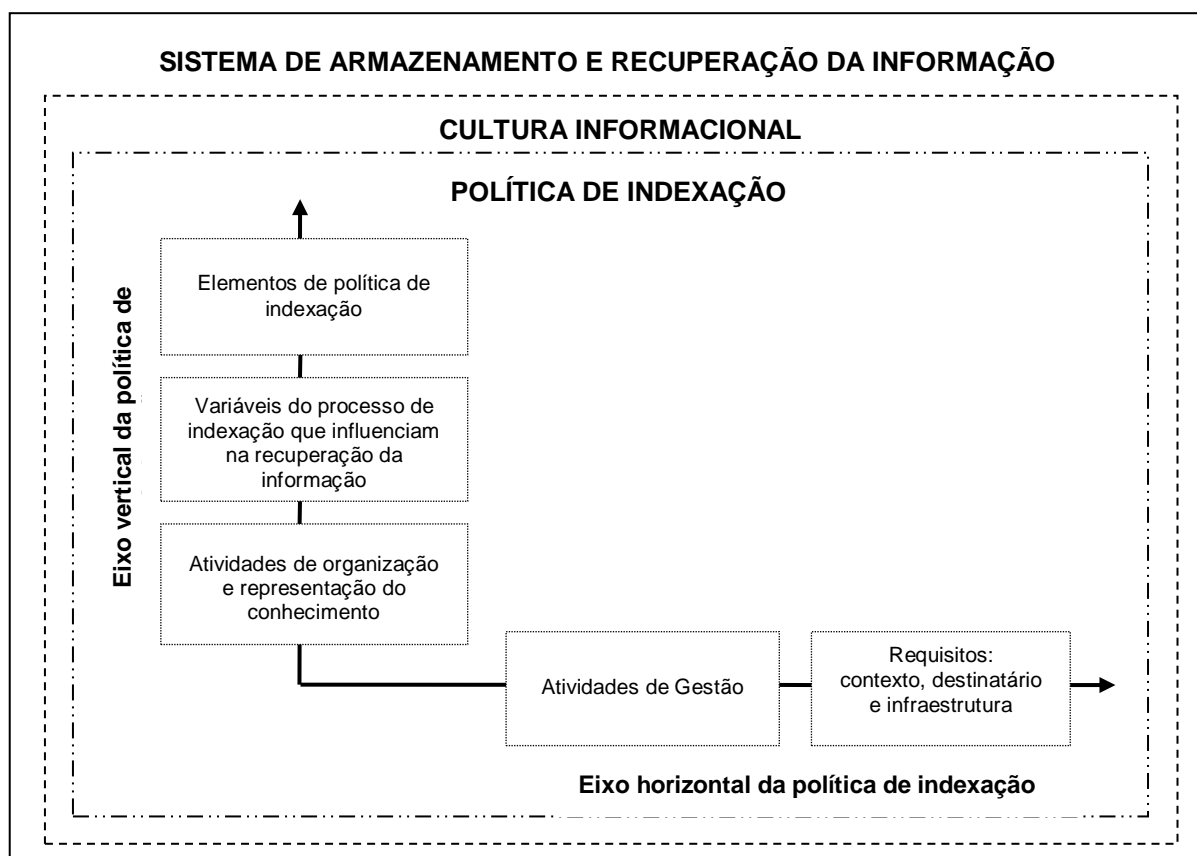 SISTEMA DE ARMAZENAMENTO E RECUPERAÇÃO DA INFORMAÇÃO
CULTURA INFORMACIONAL
POLÍTICA DE INDEXAÇÃO
Eixo vertical da política de
Elementos de política de
indexação
Variáveis do processo de
indexação que influenciam
na recuperação da
informação
Atividades de organização
e representação do
conhecimento
Atividades de Gestão
Requisitos:
contexto, destinatário
e infraestrutura
Eixo horizontal da política de indexação